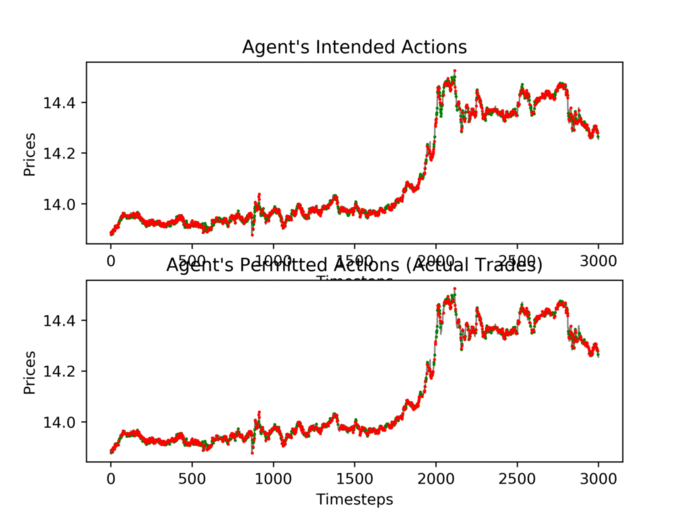 Agent's Intended Actions
Prices
14.4
14.2
14.0
0 500 1000 1500 2000 2500 3000
Timesteps
Agent's Permitted Actions (Actual Trades)
Prices
14.4
14.2
14.0
0 500 1000 1500 2000 2500 3000
Timesteps